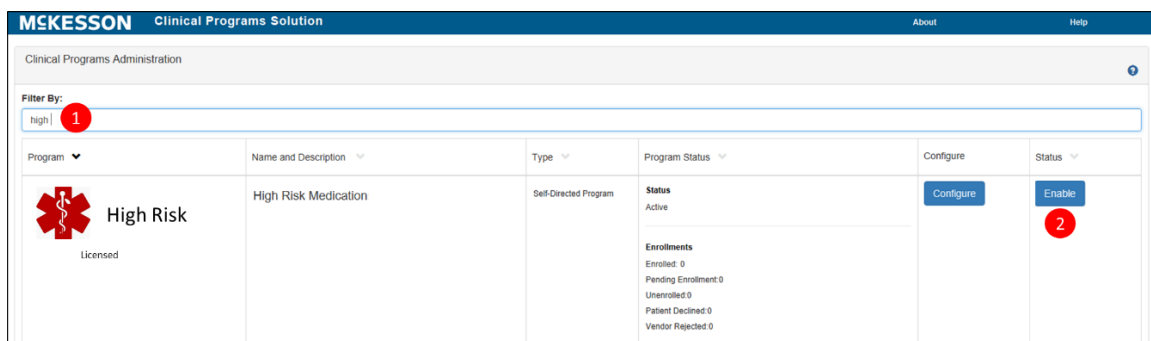 MCKESSON Clinical Programs Solution About Help
Clinical Programs Administration ?
Filter By:
high 1
Program Name and Description Type Program Status Configure Status
High Risk
Licensed
High Risk Medication
Self-Directed Program
Status
Active
Enrollments
Enrolled: 0
Pending Enrollment:0
Unenrolled:0
Patient Declined:0
Vendor Rejected:0
Configure
Enable
2